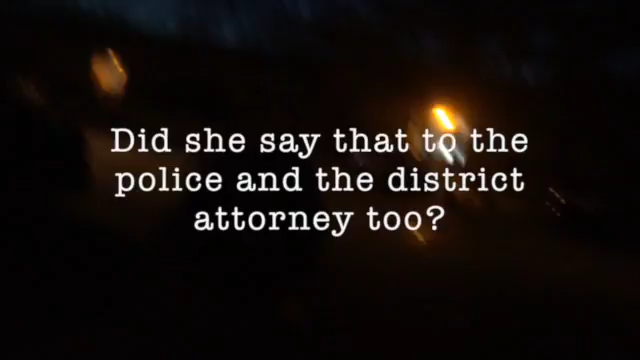 Did she say that to the
police and the district
attorney too?